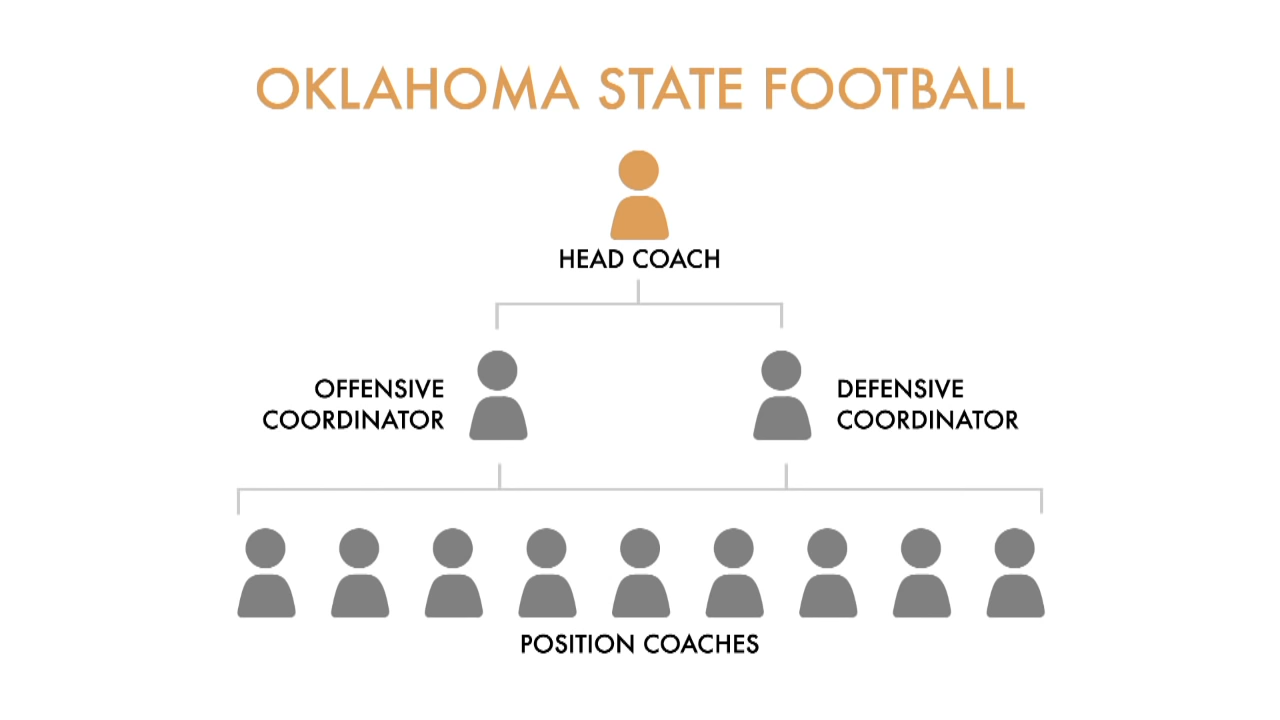 OKLAHOMA STATE FOOTBALL
HEAD COACH
OFFENSIVE
COORDINATOR
DEFENSIVE
COORDINATOR
POSITION COACHES